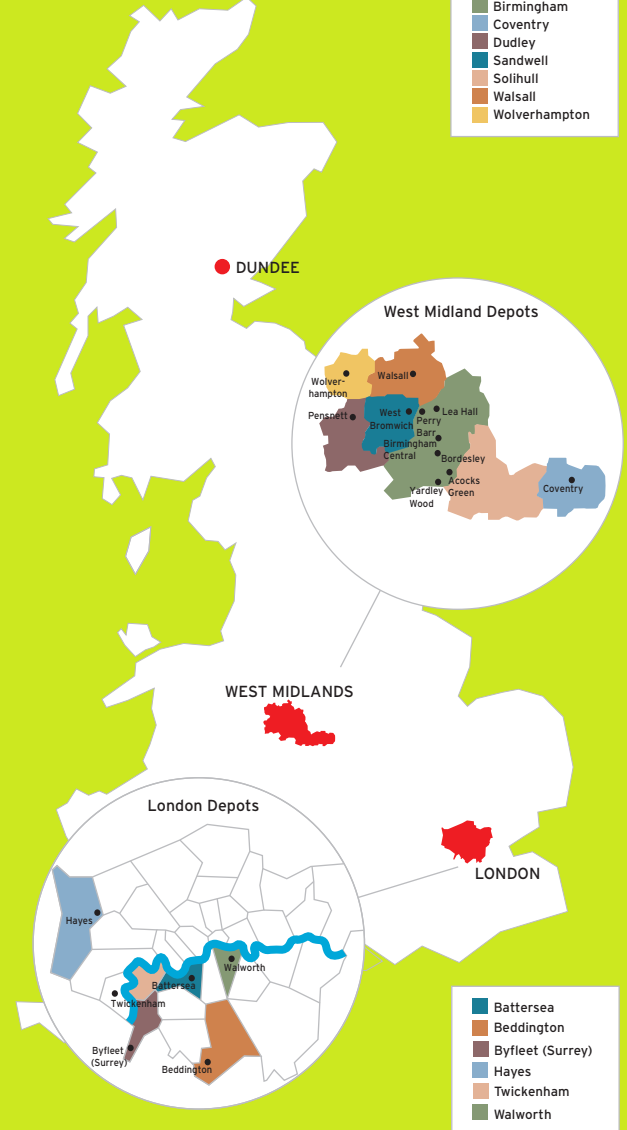 Birmingham
Coventry
Dudley
Sandwell
Solihull
Walsall
Wolverhampton
DUNDEE
West Midland Depots
Wolver-
hampton
Walsall
Pensnett
West
Bromwich
Perry
Barr
Lea Hall
Birmingham
Central
Bordesley
Acocks
Green
Yardley
Wood
Coventry
WEST MIDLANDS
London Depots
LONDON
Hayes
Walworth
Battersea
Twickenham
Byfleet
(Surrey)
Beddington
Battersea
Beddington
Byfleet (Surrey)
Hayes
Twickenham
Walworth